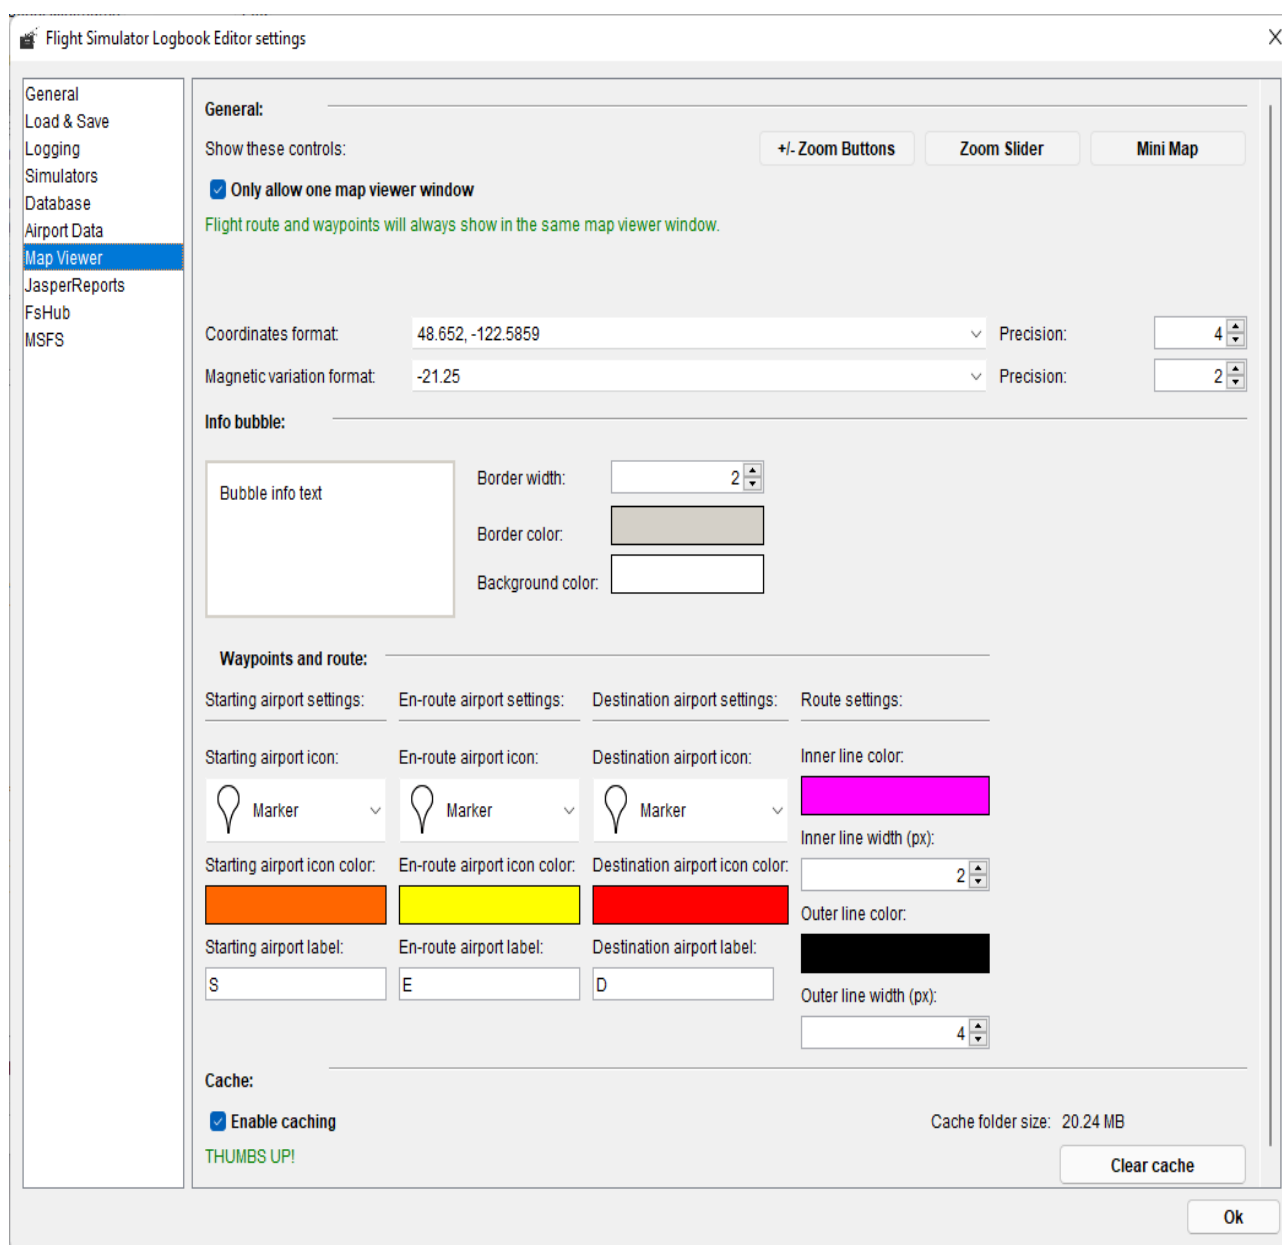 Flight Simulator Logbook Editor settings
General
Load & Save
Logging
Simulators
Database
Airport Data
Map Viewer
JasperReports
FsHub
MSFS
General:
Show these controls: +/- Zoom Buttons Zoom Slider Mini Map
Only allow one map viewer window
Flight route and waypoints will always show in the same map viewer window.
Coordinates format: 48.652, -122.5859 Precision: 4
Magnetic variation format: -21.25 Precision: 2
Info bubble:
Bubble info text
Border width: 2
Border color:
Background color:
Waypoints and route:
Starting airport settings: En-route airport settings: Destination airport settings: Route settings:
Starting airport icon: En-route airport icon: Destination airport icon: Inner line color:
Marker Marker Marker
Inner line width (px):
Starting airport icon color: En-route airport icon color: Destination airport icon color:
2
Outer line color:
Starting airport label: En-route airport label: Destination airport label:
S E D
Outer line width (px):
4
Cache:
Enable caching Cache folder size: 20.24 MB
THUMBS UP!
Clear cache
Ok